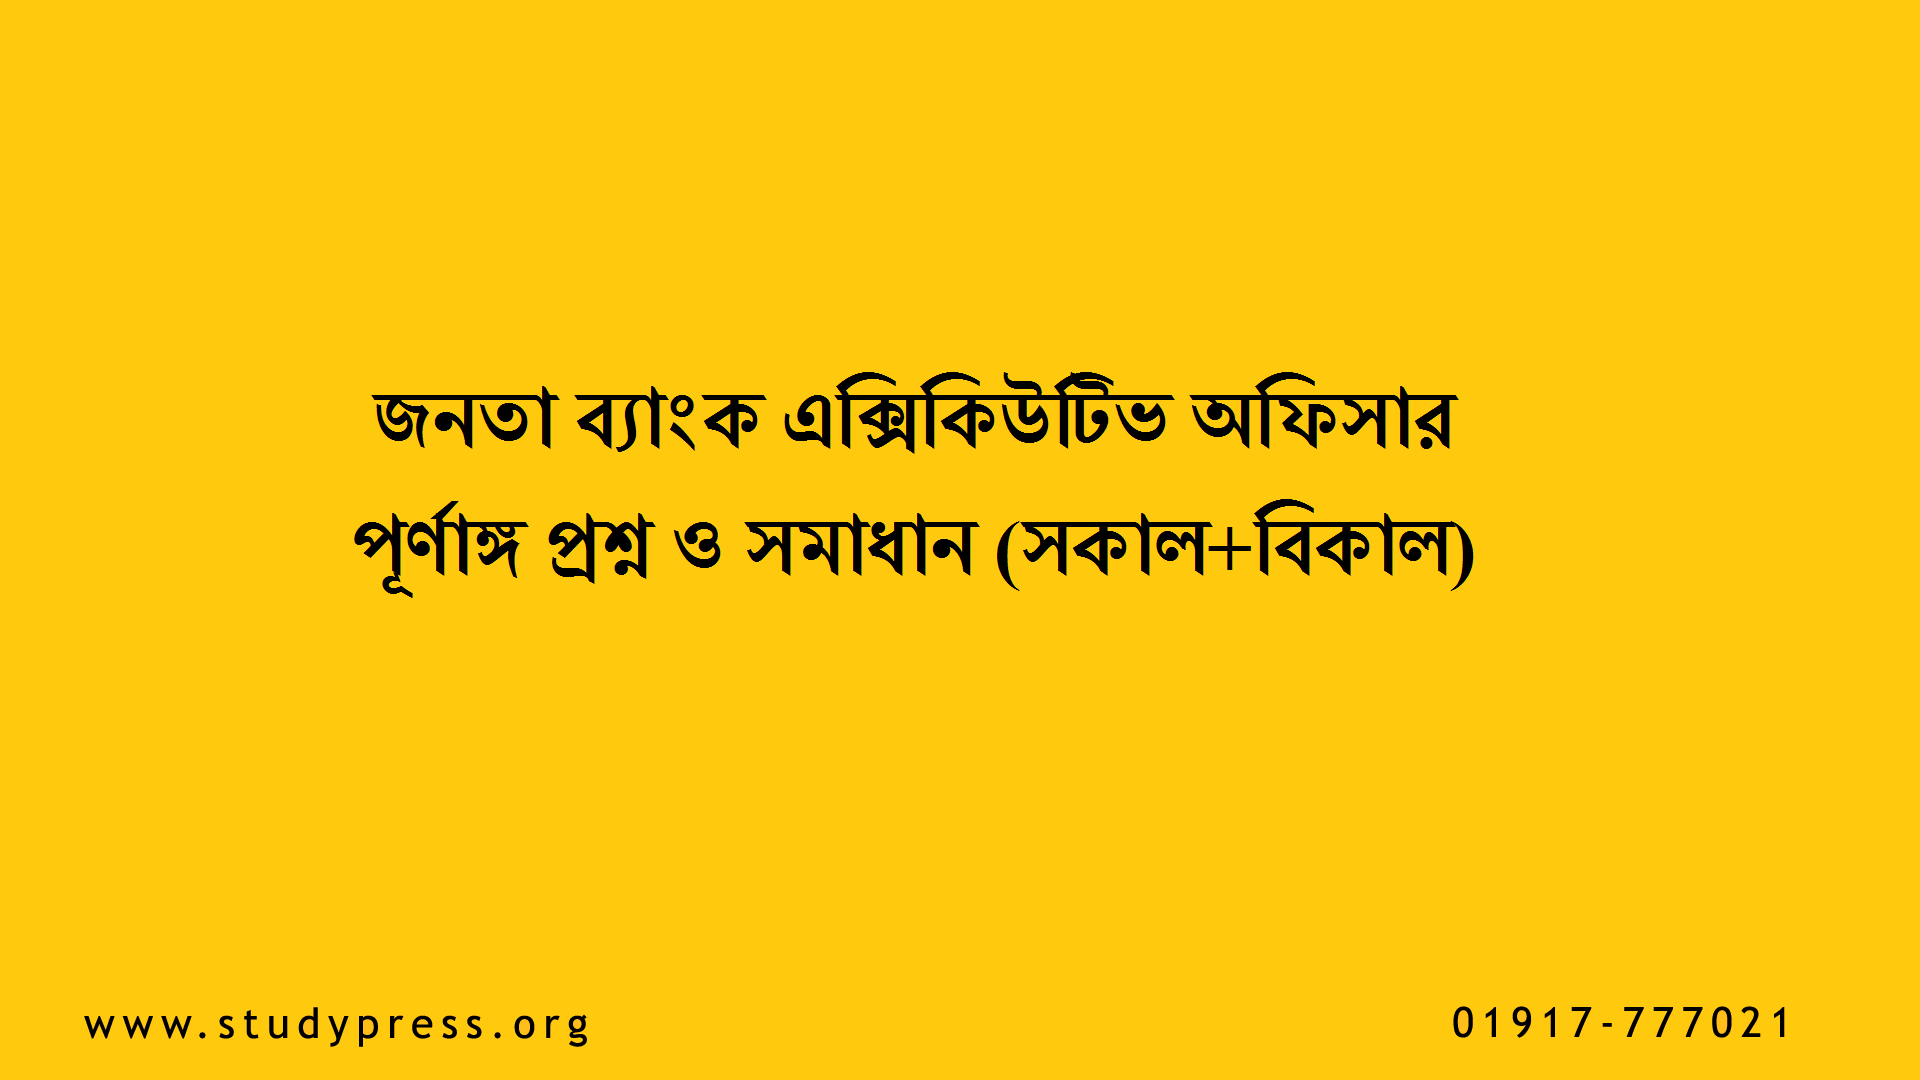 জনতা ব্যাংক এক্সিকিউটিভ অফিসার
পূর্ণাঙ্গ প্রশ্ন ও সমাধান (সকাল+বিকাল)
www.studypress.org
01917-777021